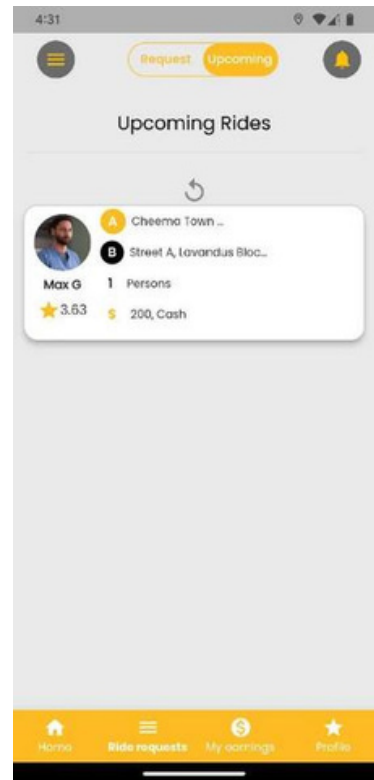 4:31
Request Upcoming
Upcoming Rides
A Cheema Town ..
B Street A, Lavandus Bloc...
Max G 1 Persons
3.63 $ 200, Cash
Home Ride requests My earnings Profile